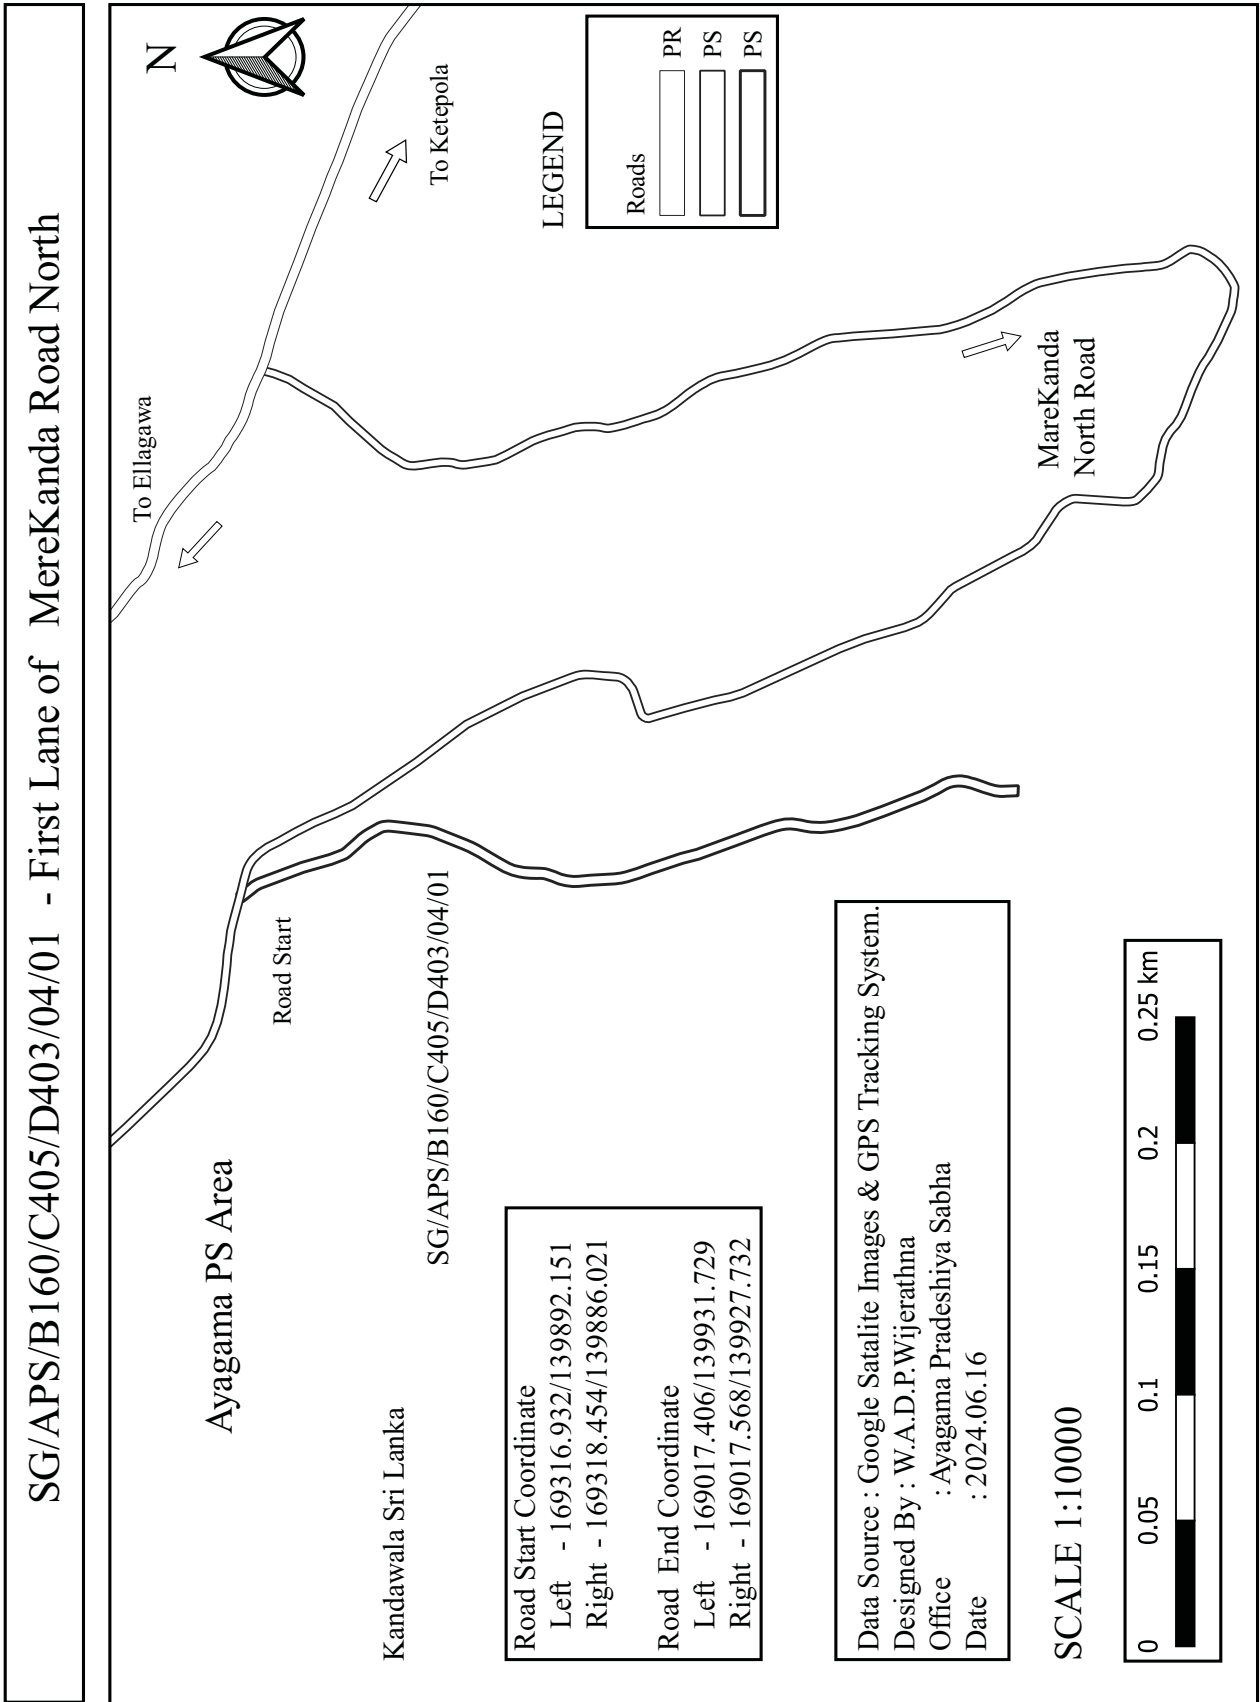 SG/APS/B160/C405/D403/04/01 - First Lane of MereKanda Road North
N
To Ellagawa
To Ketepola
Ayagama PS Area
Road Start
Kandawala Sri Lanka
SG/APS/B160/C405/D403/04/01
LEGEND
Roads
PR
PS
PS
MareKanda
North Road
Road Start Coordinate
Left - 169316.932/139892.151
Right - 169318.454/139886.021
Road End Coordinate
Left - 169017.406/139931.729
Right - 169017.568/139927.732
Data Source : Google Satalite Images & GPS Tracking System.
Designed By : W.A.D.P.Wijerathna
Office : Ayagama Pradeshiya Sabha
Date : 2024.06.16
SCALE 1:10000
0 0.05 0.1 0.15 0.2 0.25 km